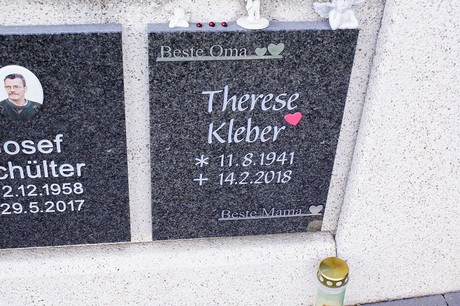 Beste Oma
Therese
Kleber
* 11.8.1941
+ 14.2.2018
Beste Mama
osef
chülter
2.12.1958
29.5.2017